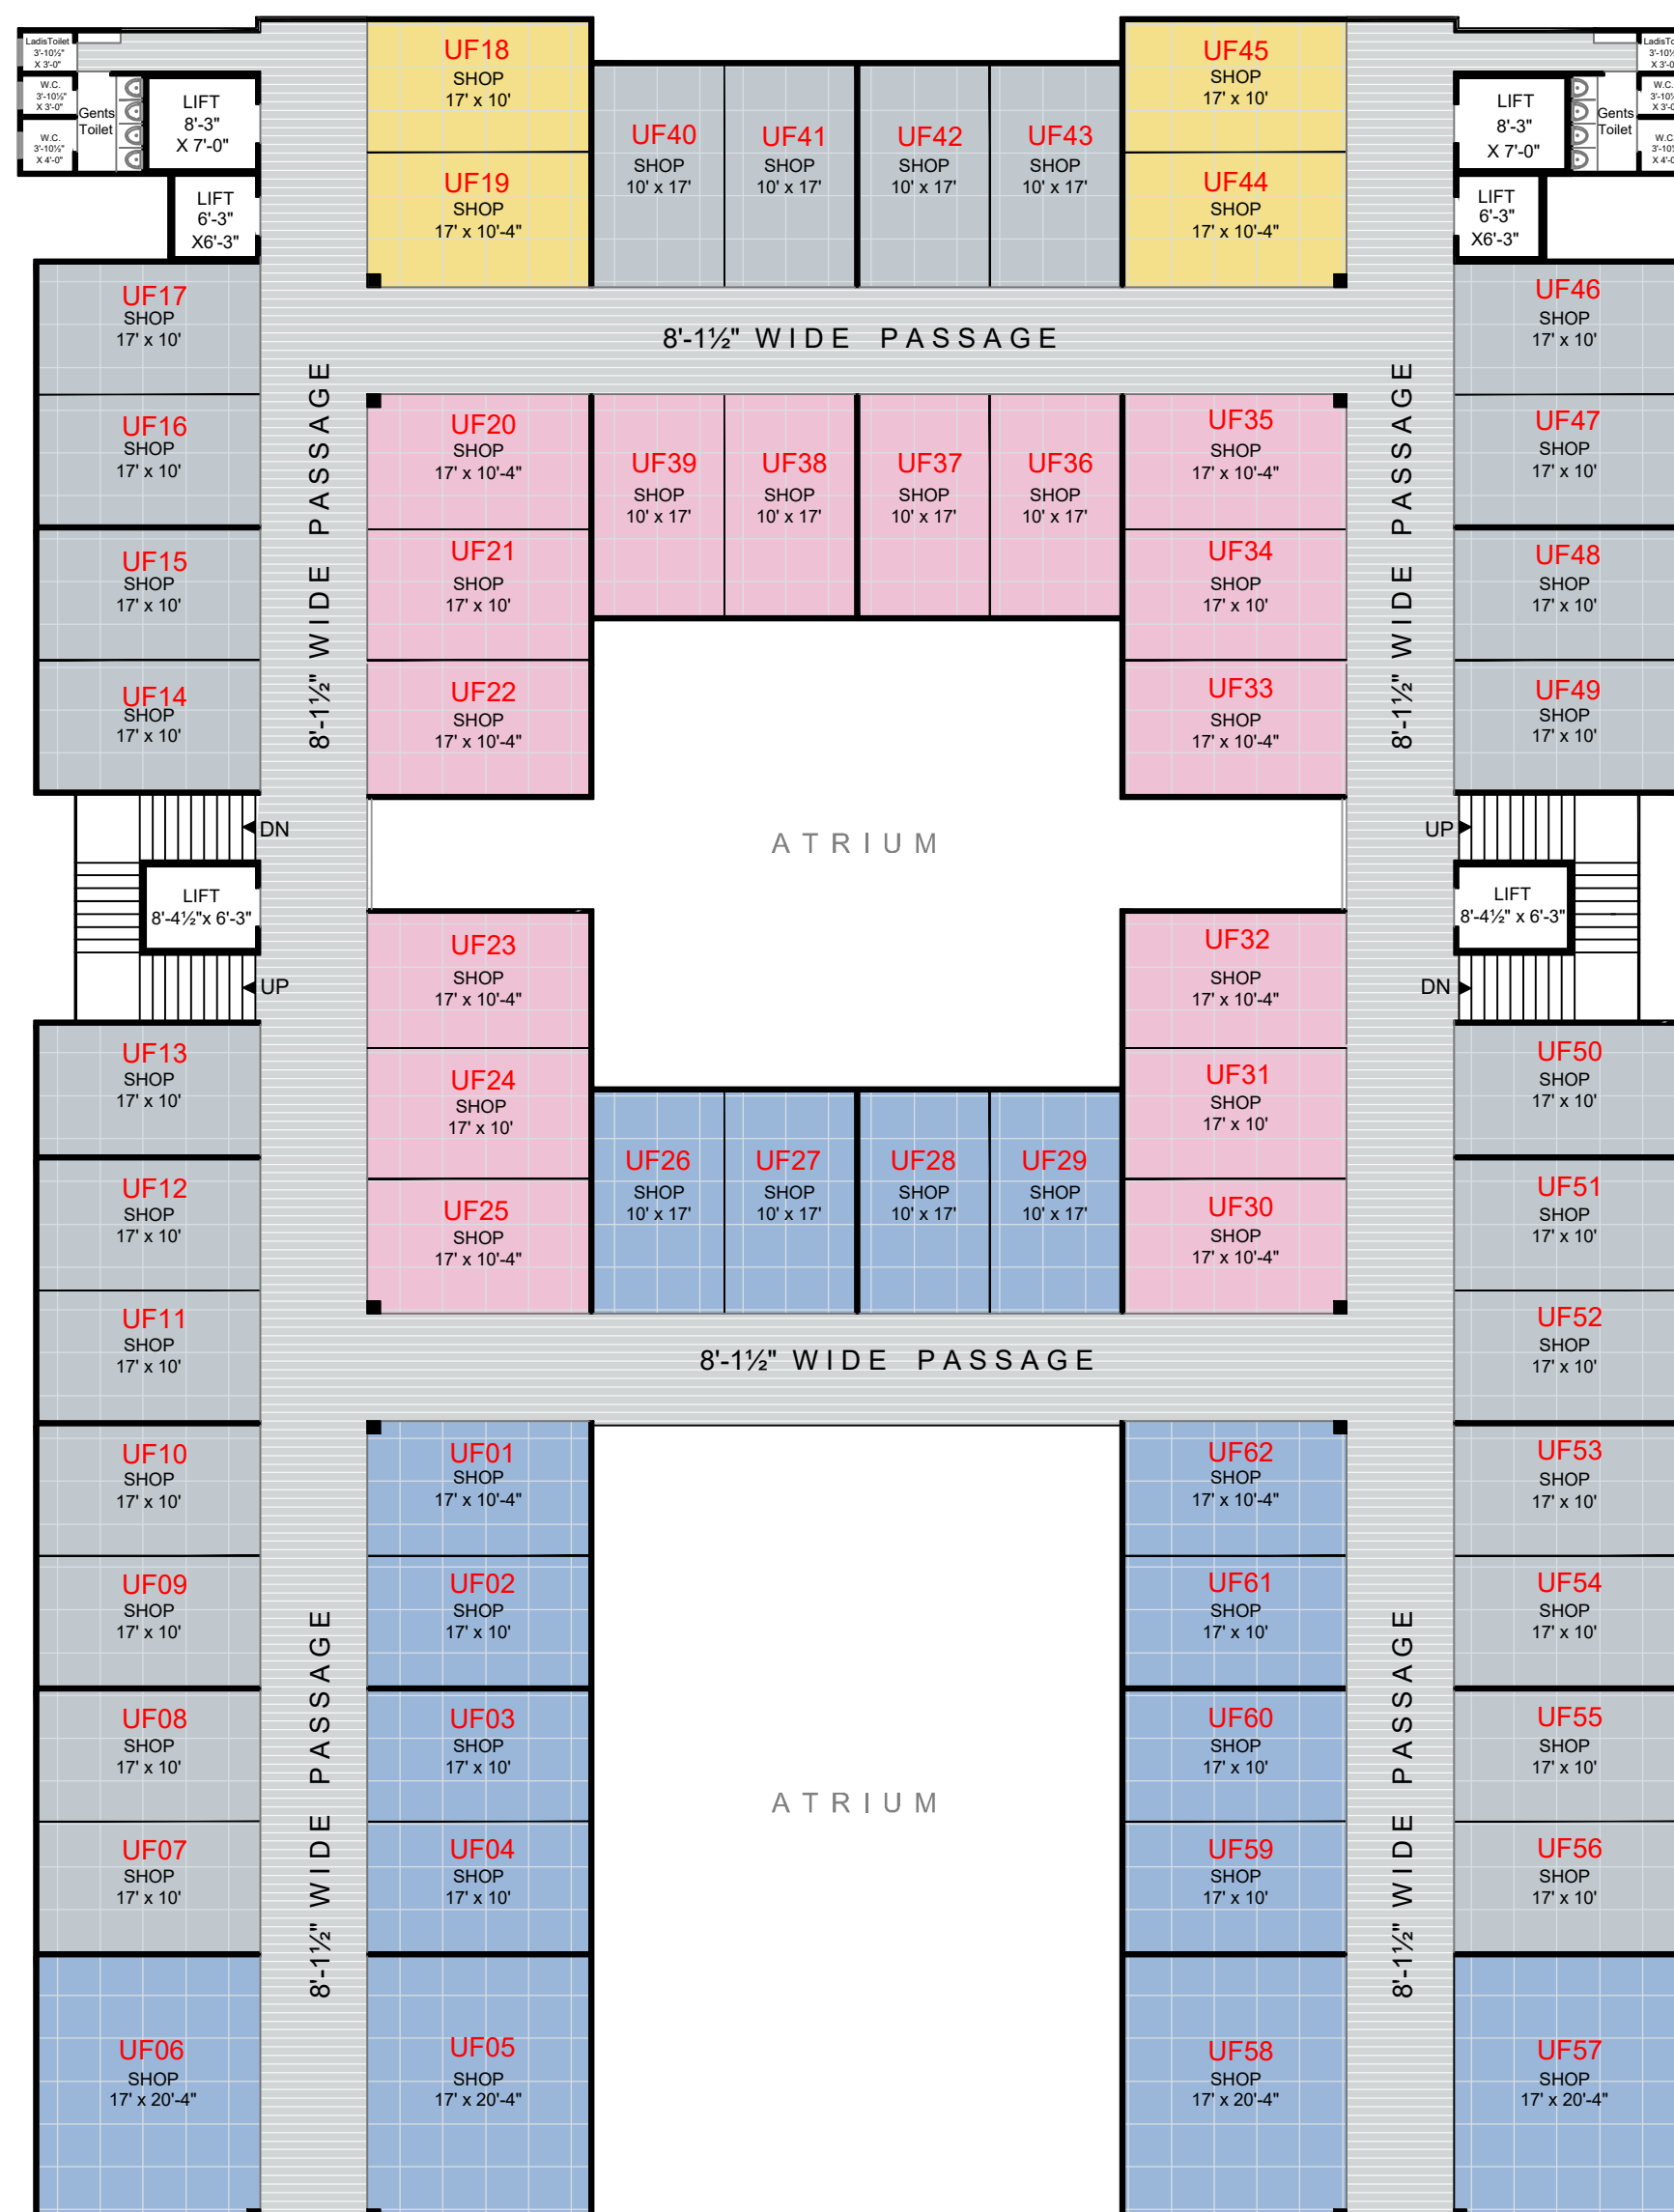 LadisToilet
3'-10½"
X 3'-0"
W.C.
3'-10½"
X 3'-0"
W.C.
3'-10½"
X 4'-0"
Gents
Toilet
LIFT
8'-3"
X 7'-0"
LIFT
6'-3"
X6'-3"
UF18
SHOP
17' x 10'
UF19
SHOP
17' x 10'-4"
UF40
SHOP
10' x 17'
UF41
SHOP
10' x 17'
UF42
SHOP
10' x 17'
UF43
SHOP
10' x 17'
UF45
SHOP
17' x 10'
UF44
SHOP
17' x 10'-4"
LIFT
8'-3"
X 7'-0"
Gents
Toilet
LadisTo
3'-10½
X 3'-0
W.C.
3'-10½
X 3'-0
W.C.
3'-10½
X 4'-0
LIFT
6'-3"
X6'-3"
8'-1½" WIDE PASSAGE
UF17
SHOP
17' x 10'
UF16
SHOP
17' x 10'
UF15
SHOP
17' x 10'
UF14
SHOP
17' x 10'
8'-1½" WIDE PASSAGE
UF20
SHOP
17' x 10'-4"
UF21
SHOP
17' x 10'
UF22
SHOP
17' x 10'-4"
UF39
SHOP
10' x 17'
UF38
SHOP
10' x 17'
UF37
SHOP
10' x 17'
UF36
SHOP
10' x 17'
UF35
SHOP
17' x 10'-4"
UF34
SHOP
17' x 10'
UF33
SHOP
17' x 10'-4"
8'-1½" WIDE PASSAGE
UF46
SHOP
17' x 10'
UF47
SHOP
17' x 10'
UF48
SHOP
17' x 10'
UF49
SHOP
17' x 10'
DN
LIFT
8'-4½"x 6'-3"
UP
ATRIUM
UP
LIFT
8'-4½" x 6'-3"
DN
UF13
SHOP
17' x 10'
UF12
SHOP
17' x 10'
UF11
SHOP
17' x 10'
UF23
SHOP
17' x 10'-4"
UF24
SHOP
17' x 10'
UF25
SHOP
17' x 10'-4"
UF26
SHOP
10' x 17'
UF27
SHOP
10' x 17'
UF28
SHOP
10' x 17'
UF29
SHOP
10' x 17'
UF32
SHOP
17' x 10'-4"
UF31
SHOP
17' x 10'
UF30
SHOP
17' x 10'-4"
UF50
SHOP
17' x 10'
UF51
SHOP
17' x 10'
UF52
SHOP
17' x 10'
8'-1½" WIDE PASSAGE
UF10
SHOP
17' x 10'
UF09
SHOP
17' x 10'
UF08
SHOP
17' x 10'
UF07
SHOP
17' x 10'
UF06
SHOP
17' x 20'-4"
8'-1½" WIDE PASSAGE
UF01
SHOP
17' x 10'-4"
UF02
SHOP
17' x 10'
UF03
SHOP
17' x 10'
UF04
SHOP
17' x 10'
UF05
SHOP
17' x 20'-4"
ATRIUM
UF62
SHOP
17' x 10'-4"
UF61
SHOP
17' x 10'
UF60
SHOP
17' x 10'
UF59
SHOP
17' x 10'
UF58
SHOP
17' x 20'-4"
8'-1½" WIDE PASSAGE
UF53
SHOP
17' x 10'
UF54
SHOP
17' x 10'
UF55
SHOP
17' x 10'
UF56
SHOP
17' x 10'
UF57
SHOP
17' x 20'-4"